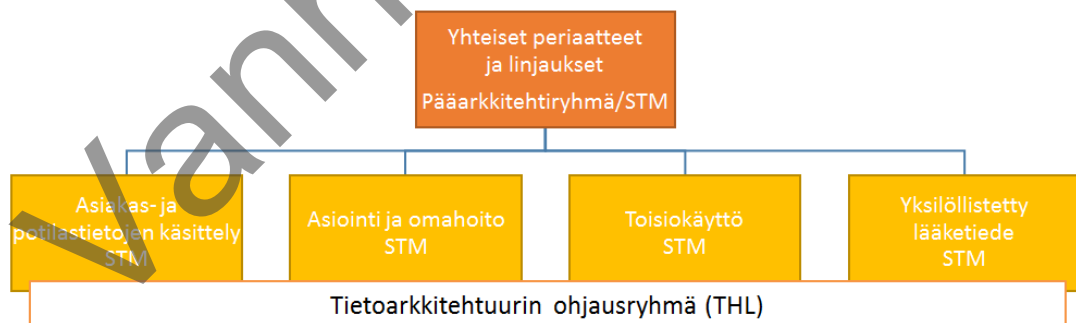 Yhteiset periaatteet
ja linjaukset
Pääarkkitehtiryhmä/STM
Asiakas- ja
potilastietojen käsittely
STM
Asiointi ja omahoito
STM
Toisiokäyttö
STM
Yksilöllistetty
lääketiede
STM
Tietoarkkitehtuurin ohjausryhmä (THL)
Vanh